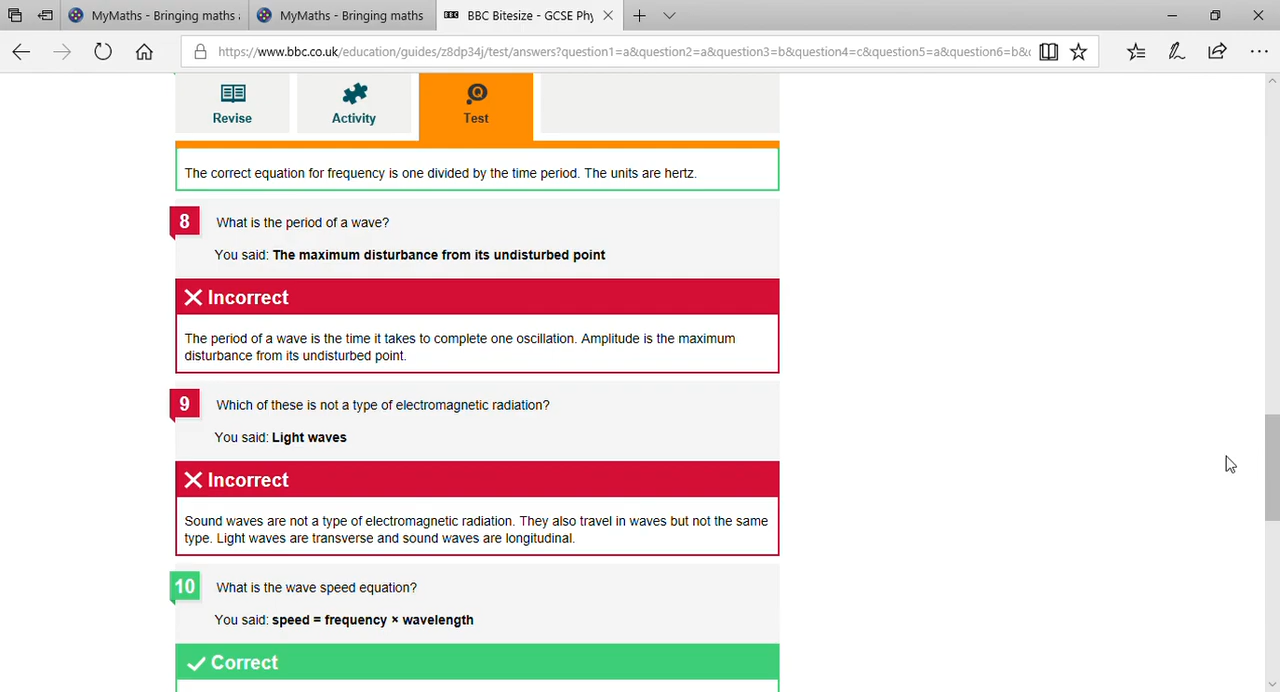 MyMaths - Bringing maths a
MyMaths - Bringing maths
BBC
BBC Bitesize - GCSE Phy
https://www.bbc.co.uk/education/guides/z8dp34j/test/answers?question1=a&question2=a&question3=b&question4=c&question5=a&question6=b&c
Revise
Activity
Test
The correct equation for frequency is one divided by the time period. The units are hertz.
8
What is the period of a wave?
You said: The maximum disturbance from its undisturbed point
Incorrect
The period of a wave is the time it takes to complete one oscillation. Amplitude is the maximum
disturbance from its undisturbed point.
9
Which of these is not a type of electromagnetic radiation?
You said: Light waves
Incorrect
Sound waves are not a type of electromagnetic radiation. They also travel in waves but not the same
type. Light waves are transverse and sound waves are longitudinal.
10
What is the wave speed equation?
You said: speed = frequency × wavelength
Correct